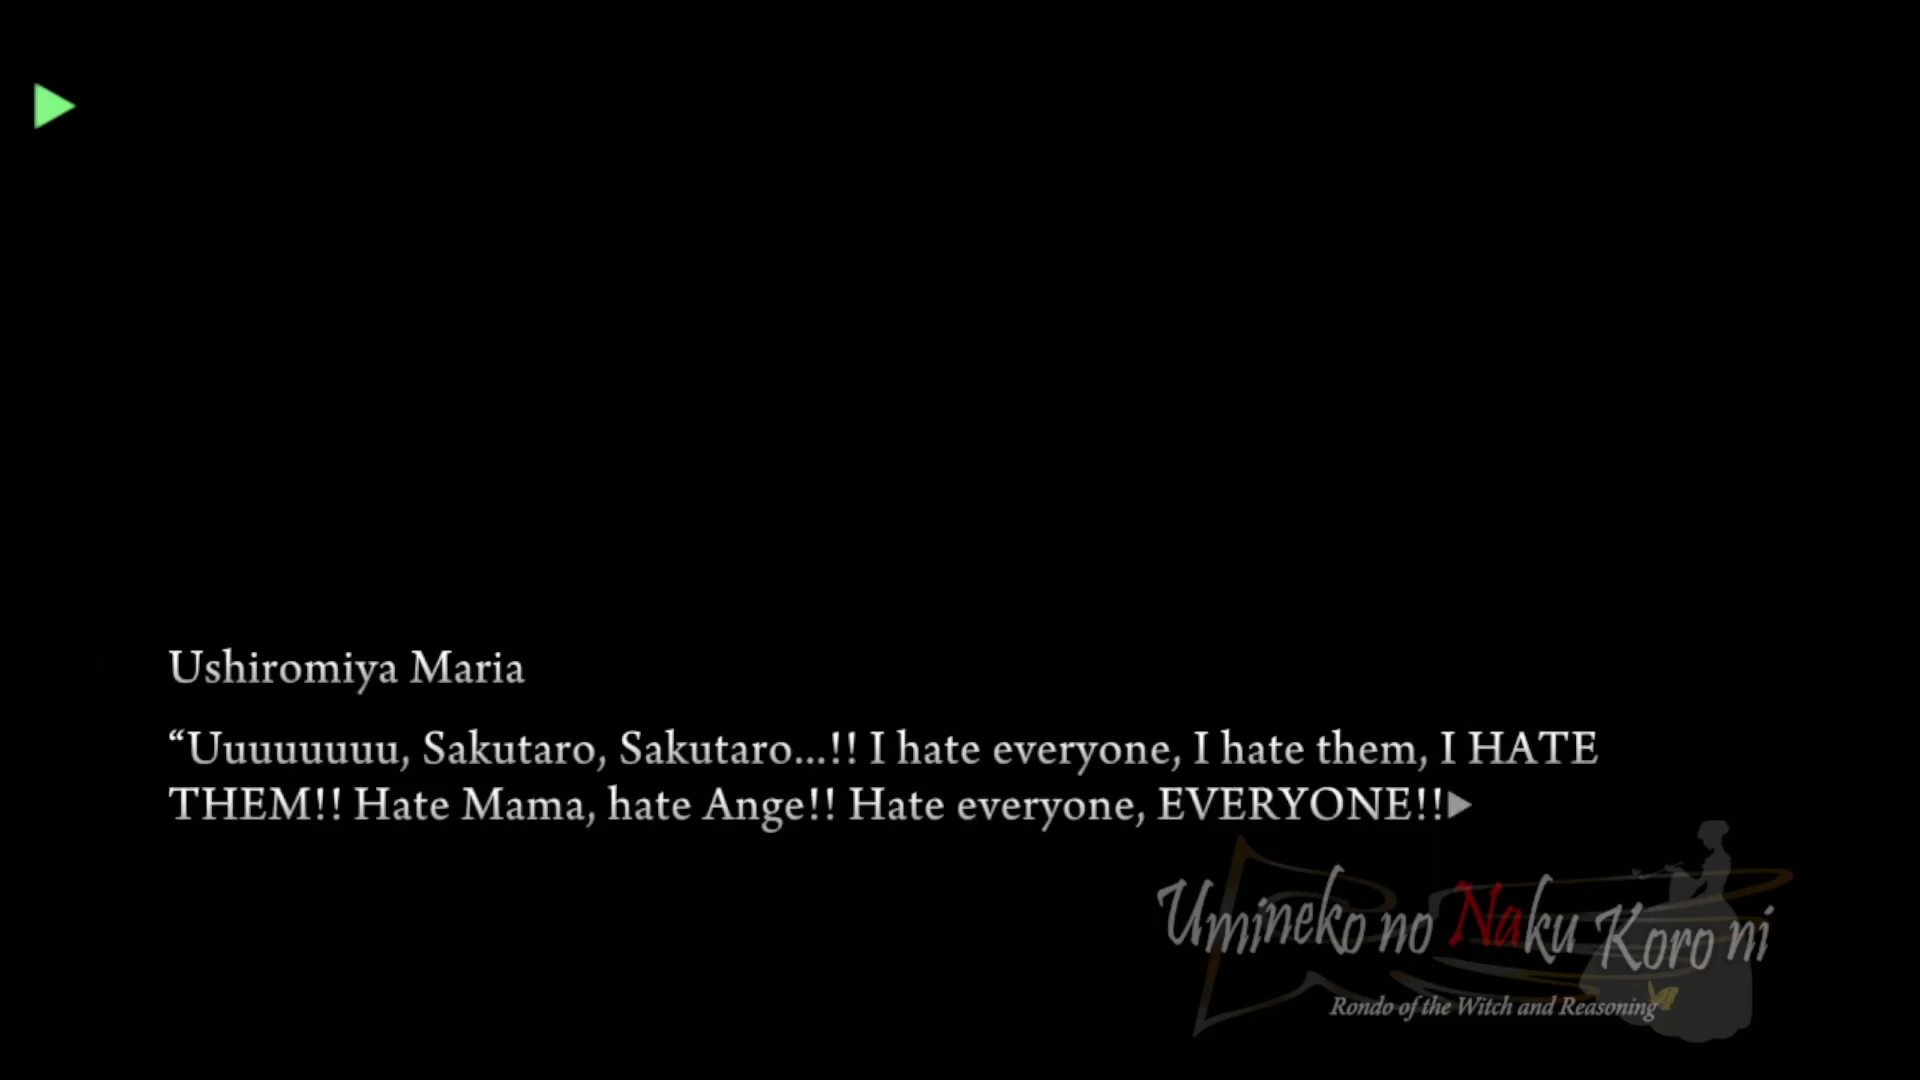 Ushiromiya Maria
“Uuuuuuuu, Sakutaro, Sakutaro...!! I hate everyone, I hate them, I HATE
THEM!! Hate Mama, hate Ange!! Hate everyone, EVERYONE!!
Umineko no Naku Koro ni
Rondo of the Witch and Reasoning